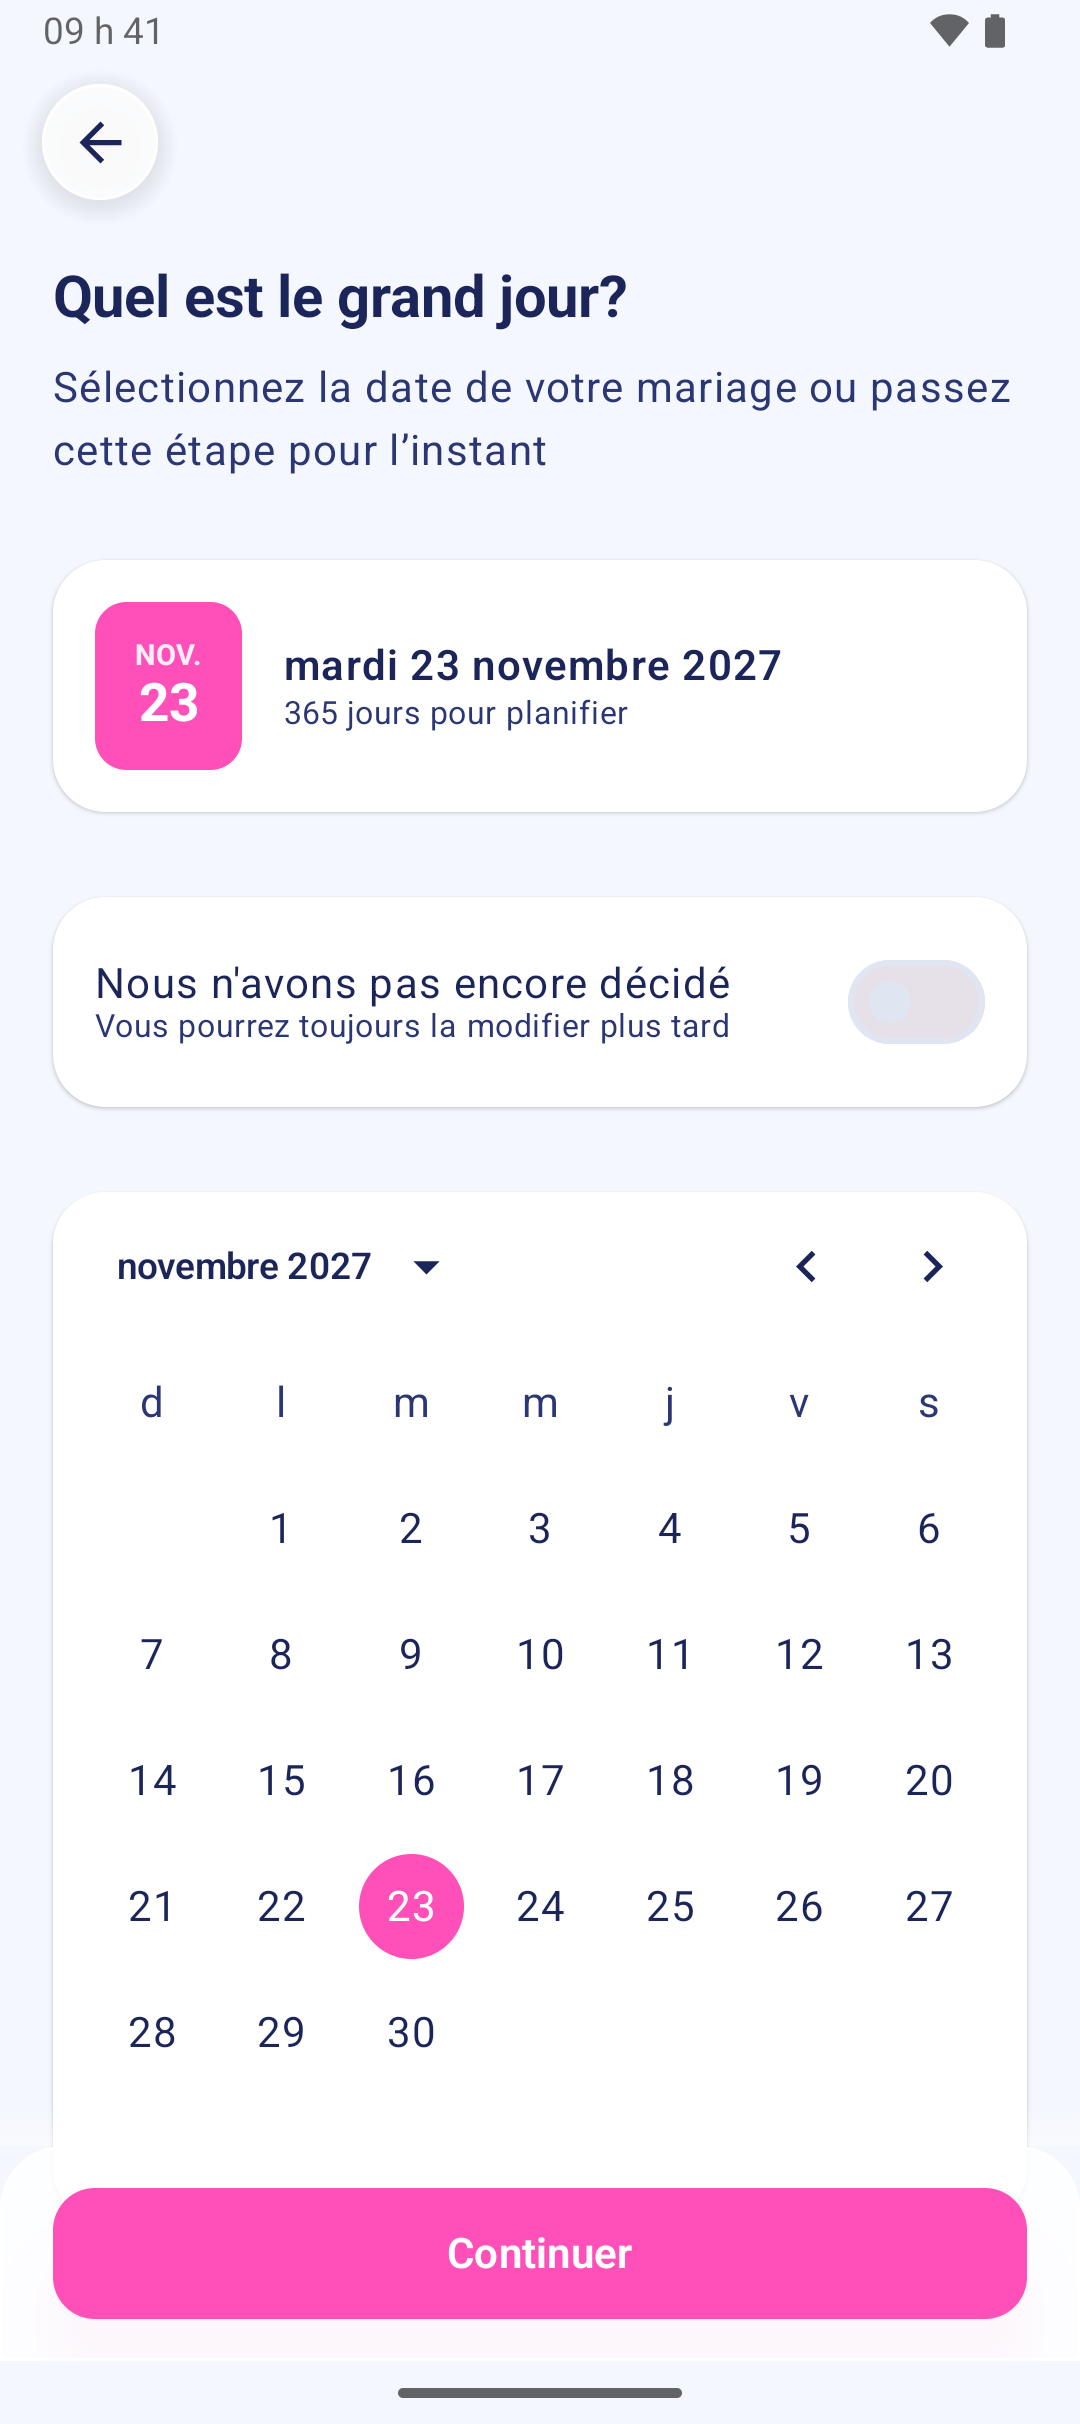 09 h 41
Quel est le grand jour?
Sélectionnez la date de votre mariage ou passez
cette étape pour l’instant
NOV.
23
mardi 23 novembre 2027
365 jours pour planifier
Nous n'avons pas encore décidé
Vous pourrez toujours la modifier plus tard
novembre 2027
d l m m j v s
1 2 3 4 5 6
7 8 9 10 11 12 13
14 15 16 17 18 19 20
21 22 23 24 25 26 27
28 29 30
Continuer